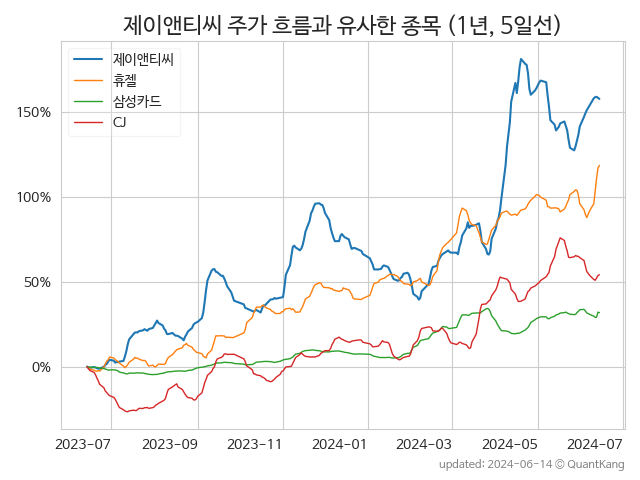 제이앤티씨 주가 흐름과 유사한 종목 (1년, 5일선)
제이앤티씨
휴젤
삼성카드
CJ
150%
100%
50%
0%
2023-07 2023-09 2023-11 2024-01 2024-03 2024-05 2024-07
updated: 2024-06-14 © QuantKang